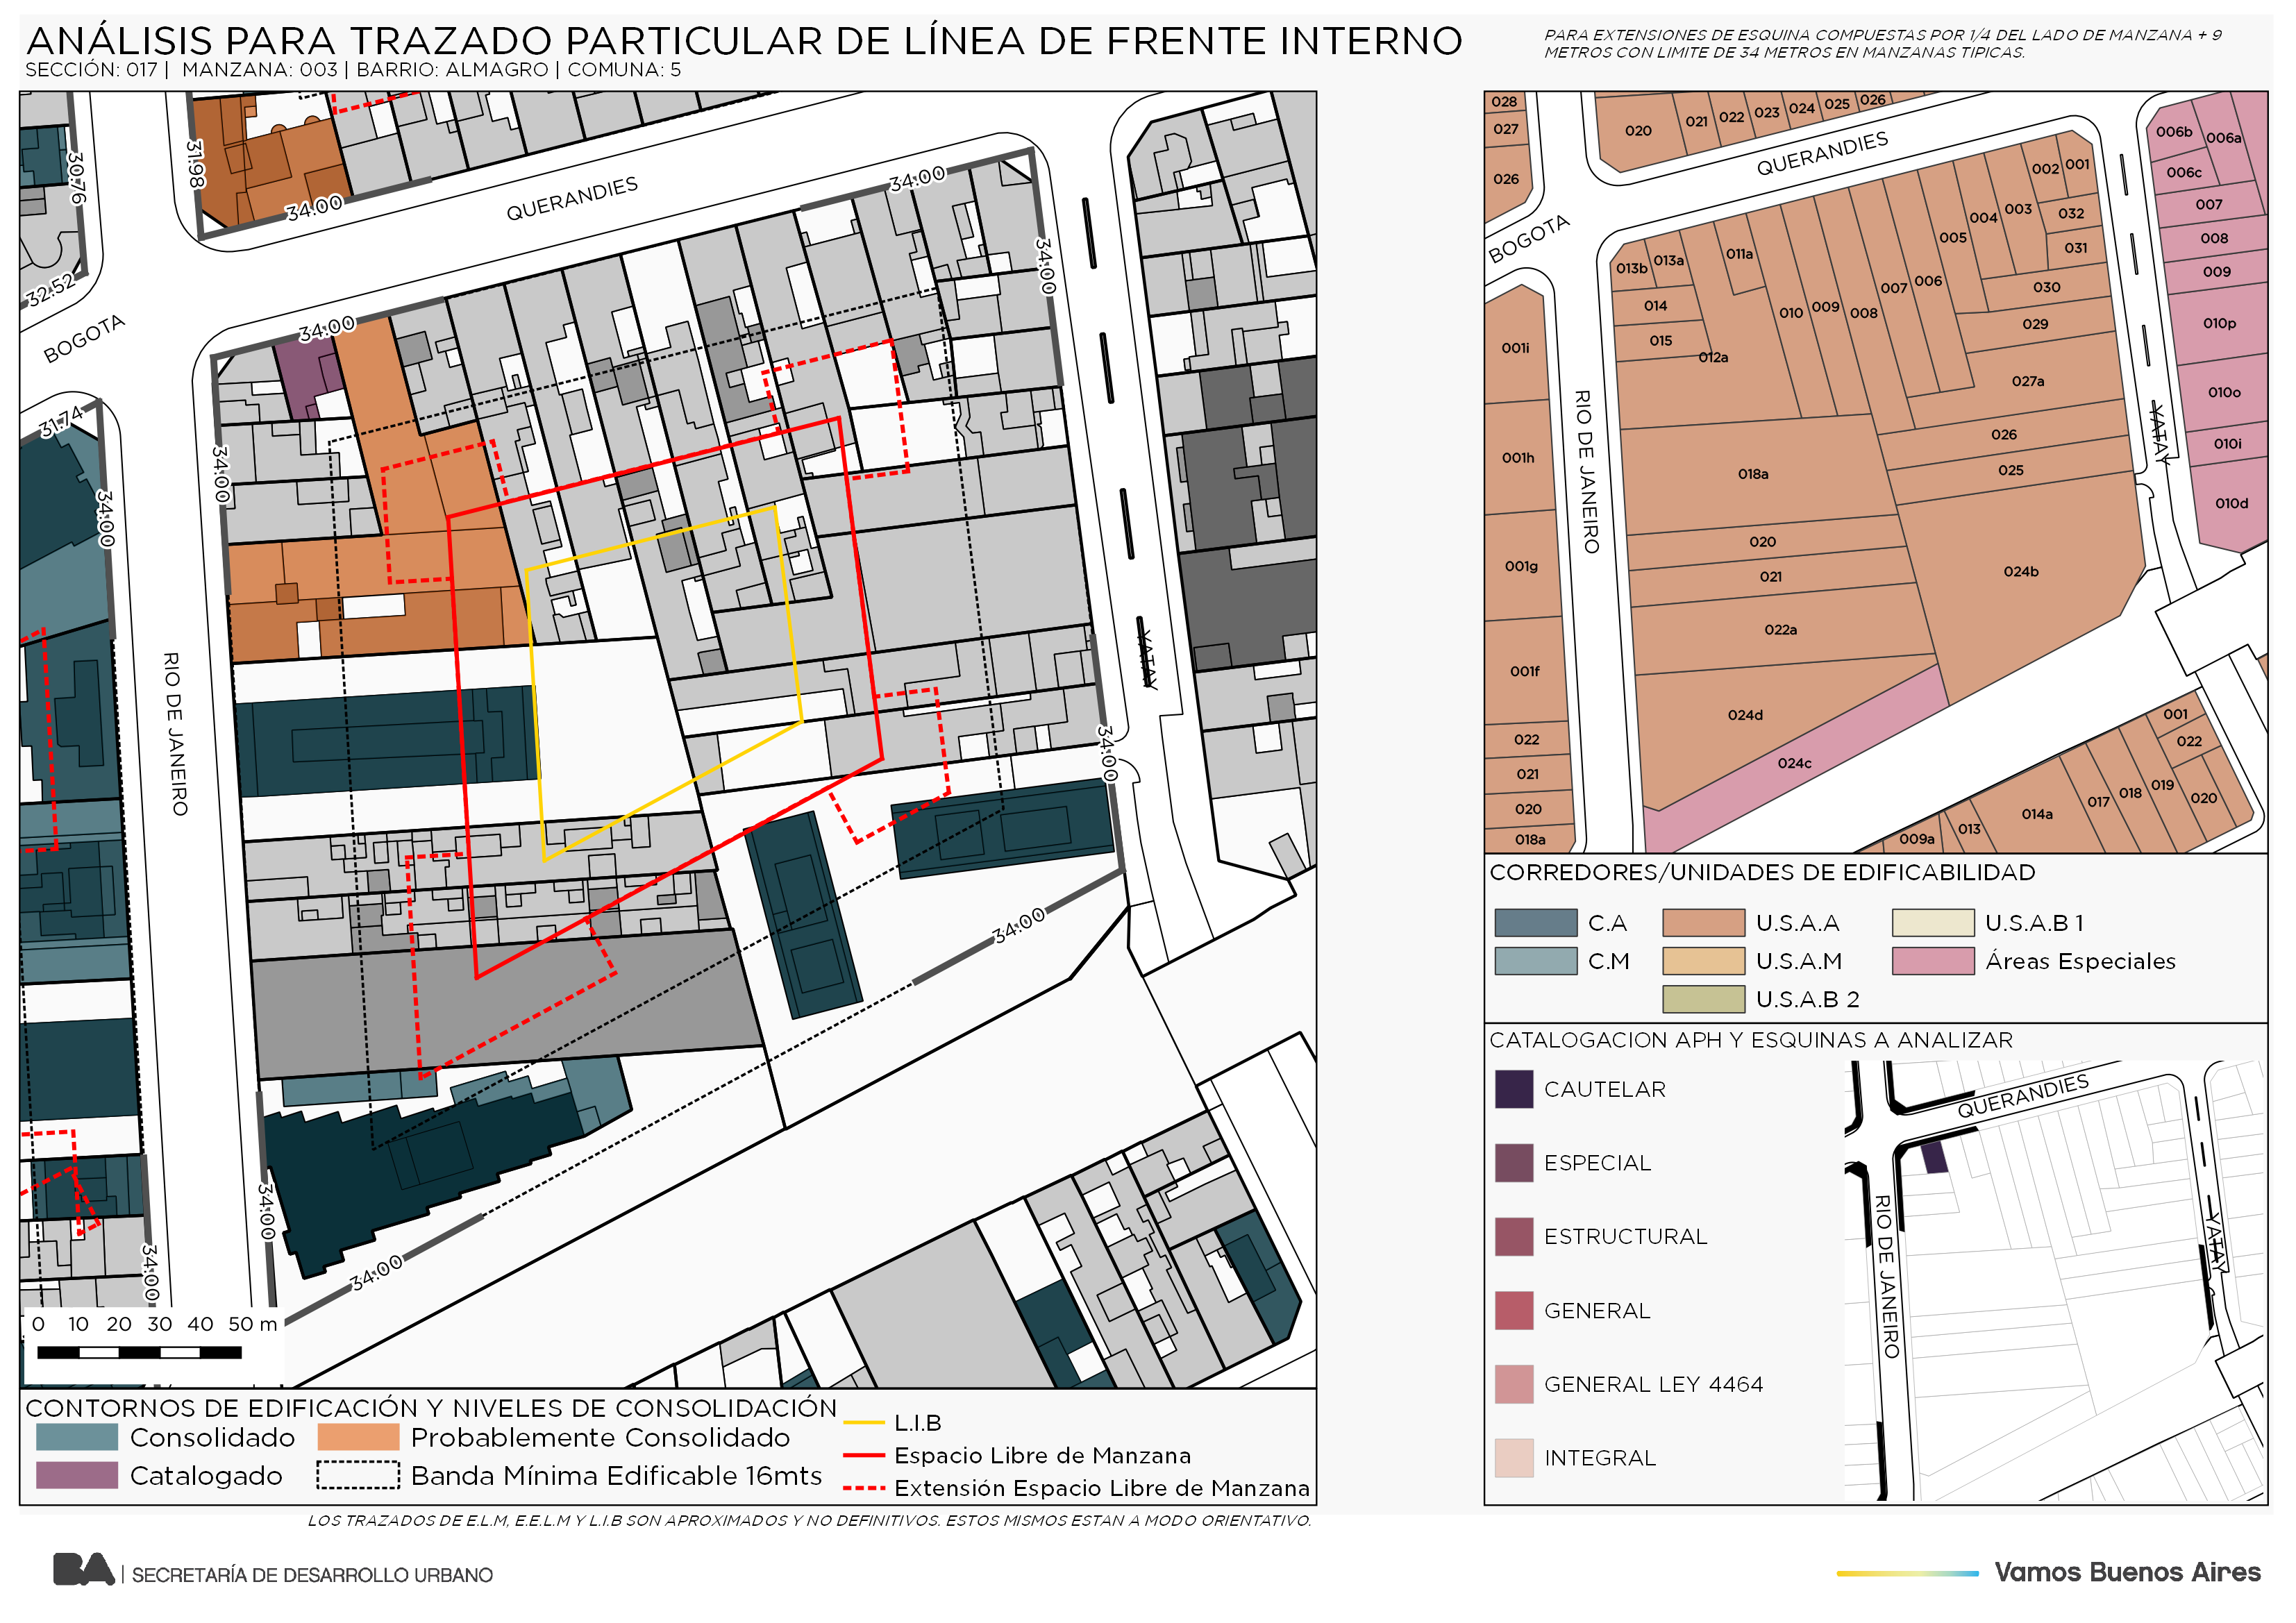 ANÁLISIS PARA TRAZADO PARTICULAR DE LÍNEA DE FRENTE INTERNO
SECCIÓN: 017 | MANZANA: 003 | BARRIO: ALMAGRO | COMUNA: 5
PARA EXTENSIONES DE ESQUINA COMPUESTAS POR 1/4 DEL LADO DE MANZANA + 9
METROS CON LIMITE DE 34 METROS EN MANZANAS TIPICAS.
30.76
31.98
34.00
QUERANDIES
34.00
34.00
32.52
BOGOTA
34.00
31.74
34.00
34.00
RIO DE JANEIRO
YATAY
34.00
34.00
34.00
34.00
34.00
0 10 20 30 40 50 m
CONTORNOS DE EDIFICACIÓN Y NIVELES DE CONSOLIDACIÓN
Consolidado
Probablemente Consolidado
Catalogado
Banda Mínima Edificable 16mts
L.I.B
Espacio Libre de Manzana
Extensión Espacio Libre de Manzana
LOS TRAZADOS DE E.L.M, E.E.L.M Y L.I.B SON APROXIMADOS Y NO DEFINITIVOS. ESTOS MISMOS ESTAN A MODO ORIENTATIVO.
028
027
026
020
021
022
023
024
025
026
QUERANDIES
BOGOTA
006b
006a
006c
007
008
009
010p
010o
010i
010d
002
001
032
031
003
004
005
030
029
027a
026
025
024b
013b
013a
014
015
012a
011a
010
009
008
007
006
018a
020
021
022a
024d
024c
001i
001h
001g
001f
022
021
020
018a
RIO DE JANEIRO
YATAY
001
022
019
020
018
017
014a
013
009a
CORREDORES/UNIDADES DE EDIFICABILIDAD
C.A
U.S.A.A
U.S.A.B 1
C.M
U.S.A.M
Áreas Especiales
U.S.A.B 2
CATALOGACION APH Y ESQUINAS A ANALIZAR
CAUTELAR
ESPECIAL
ESTRUCTURAL
GENERAL
GENERAL LEY 4464
INTEGRAL
QUERANDIES
RIO DE JANEIRO
YATAY
BA | SECRETARÍA DE DESARROLLO URBANO
Vamos Buenos Aires